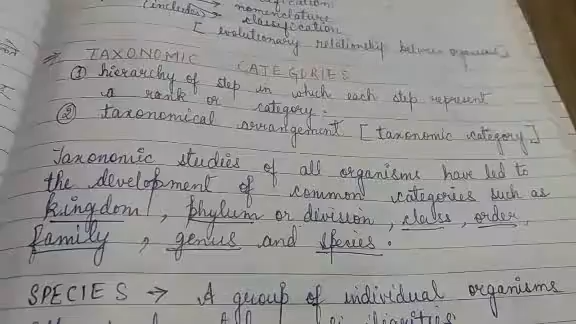 nomenclature
(includes) → classification
[ evolutionary relationship between organisms ]
⇒ TAXONOMIC CATEGORIES
① hierarchy of step in which each step represent
a rank or category.
② taxonomical arrangement [ taxonomic category ]
Taxonomic studies of all organisms have led to
the development of common categories such as
kingdom, phylum or division, class, order,
family, genus and species.
SPECIES → A group of individual organisms